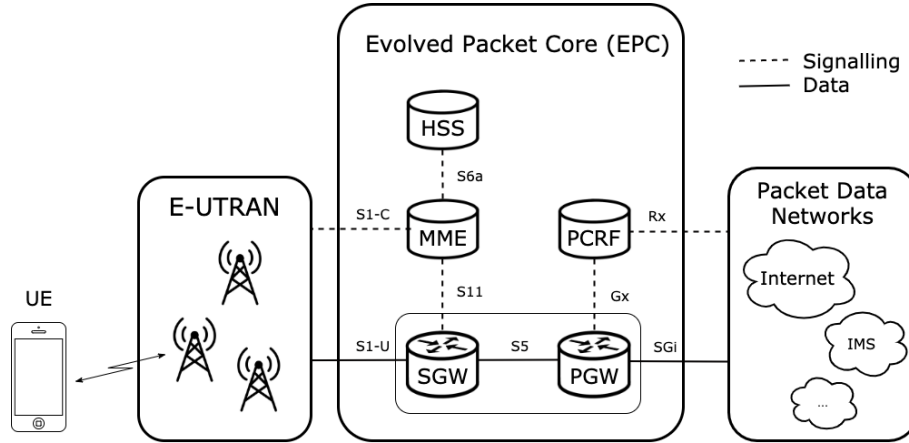 Evolved Packet Core (EPC)
Signalling
Data
HSS
S6a
E-UTRAN
S1-C
MME
PCRF
Rx
Packet Data
Networks
Internet
UE
S11
Gx
S1-U
S5
SGi
IMS
SGW
PGW
...